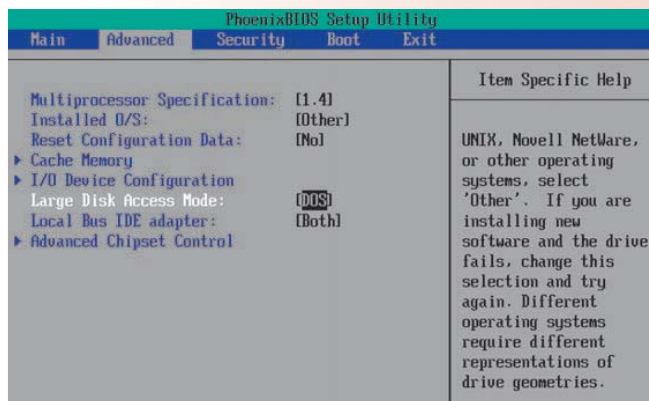 PhoenixBIOS Setup Utility
Main Advanced Security Boot Exit
Multiprocessor Specification: [1.4]
Installed O/S: [Other]
Reset Configuration Data: [No]
Cache Memory
I/O Device Configuration
Large Disk Access Mode: [DOS]
Local Bus IDE adapter: [Both]
Advanced Chipset Control
Item Specific Help
UNIX, Novell NetWare,
or other operating
systems, select
'Other'. If you are
installing new
software and the drive
fails, change this
selection and try
again. Different
operating systems
require different
representations of
drive geometries.